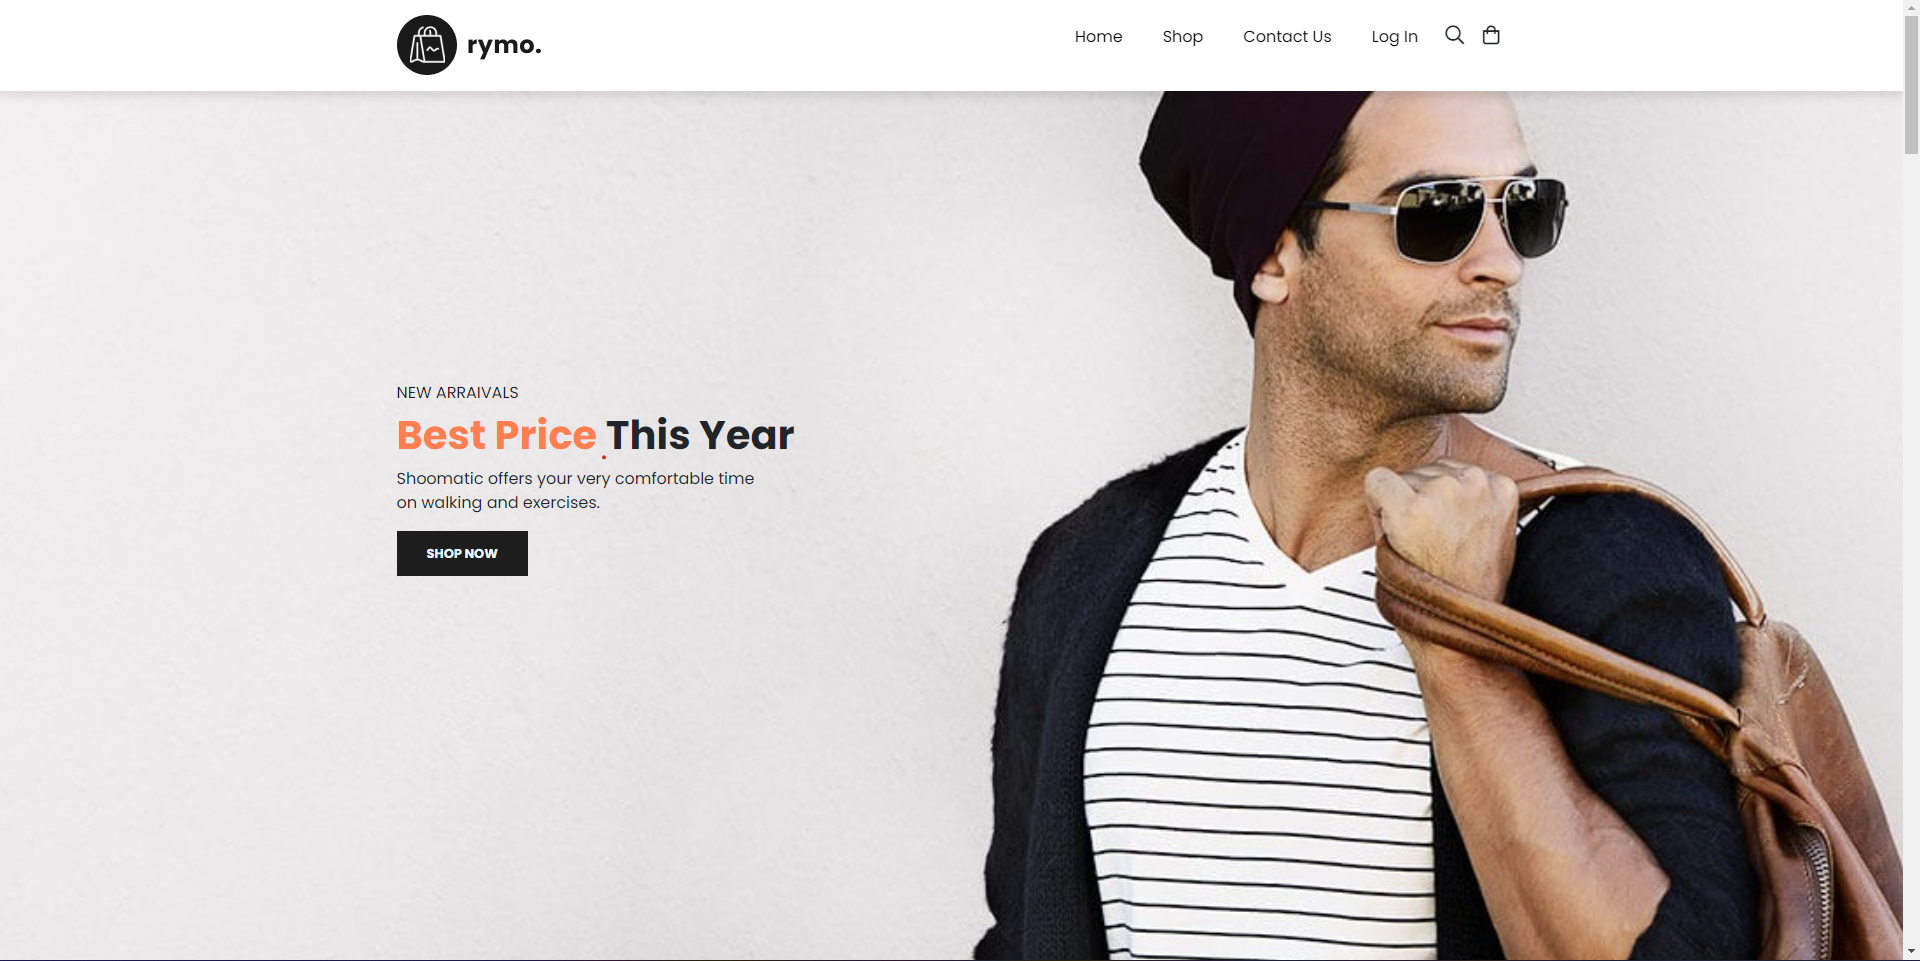 rymo.
Home Shop Contact Us Log In
NEW ARRAIVALS
Best Price This Year
Shoomatic offers your very comfortable time
on walking and exercises.
SHOP NOW